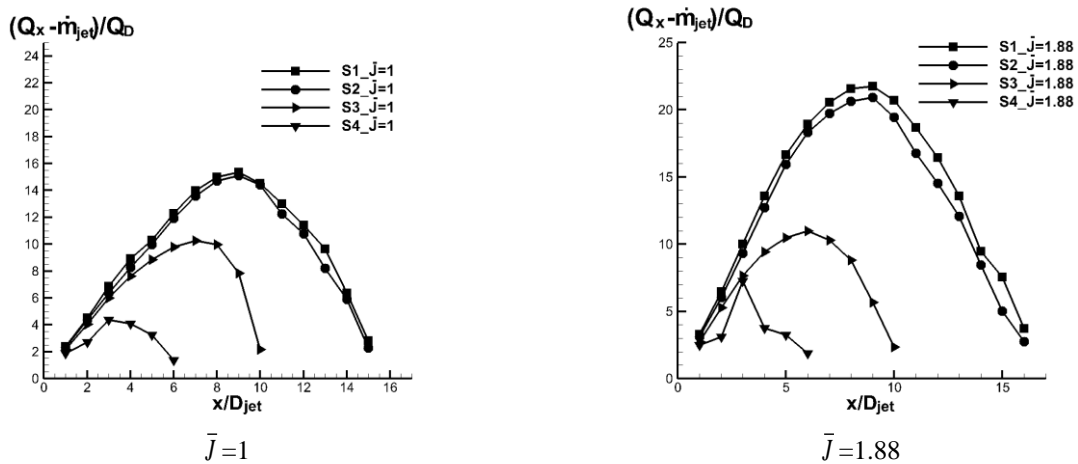 (Qx-ṁjet)/QD
24
22
20
18
16
14
12
10
8
6
4
2
0
0 2 4 6 8 10 12 14 16
x/Djet
S1_J̄=1
S2_J̄=1
S3_J̄=1
S4_J̄=1
J̄ =1
(Qx-ṁjet)/QD
25
20
15
10
5
0
0 5 10 15
x/Djet
S1_J̄=1.88
S2_J̄=1.88
S3_J̄=1.88
S4_J̄=1.88
J̄ =1.88